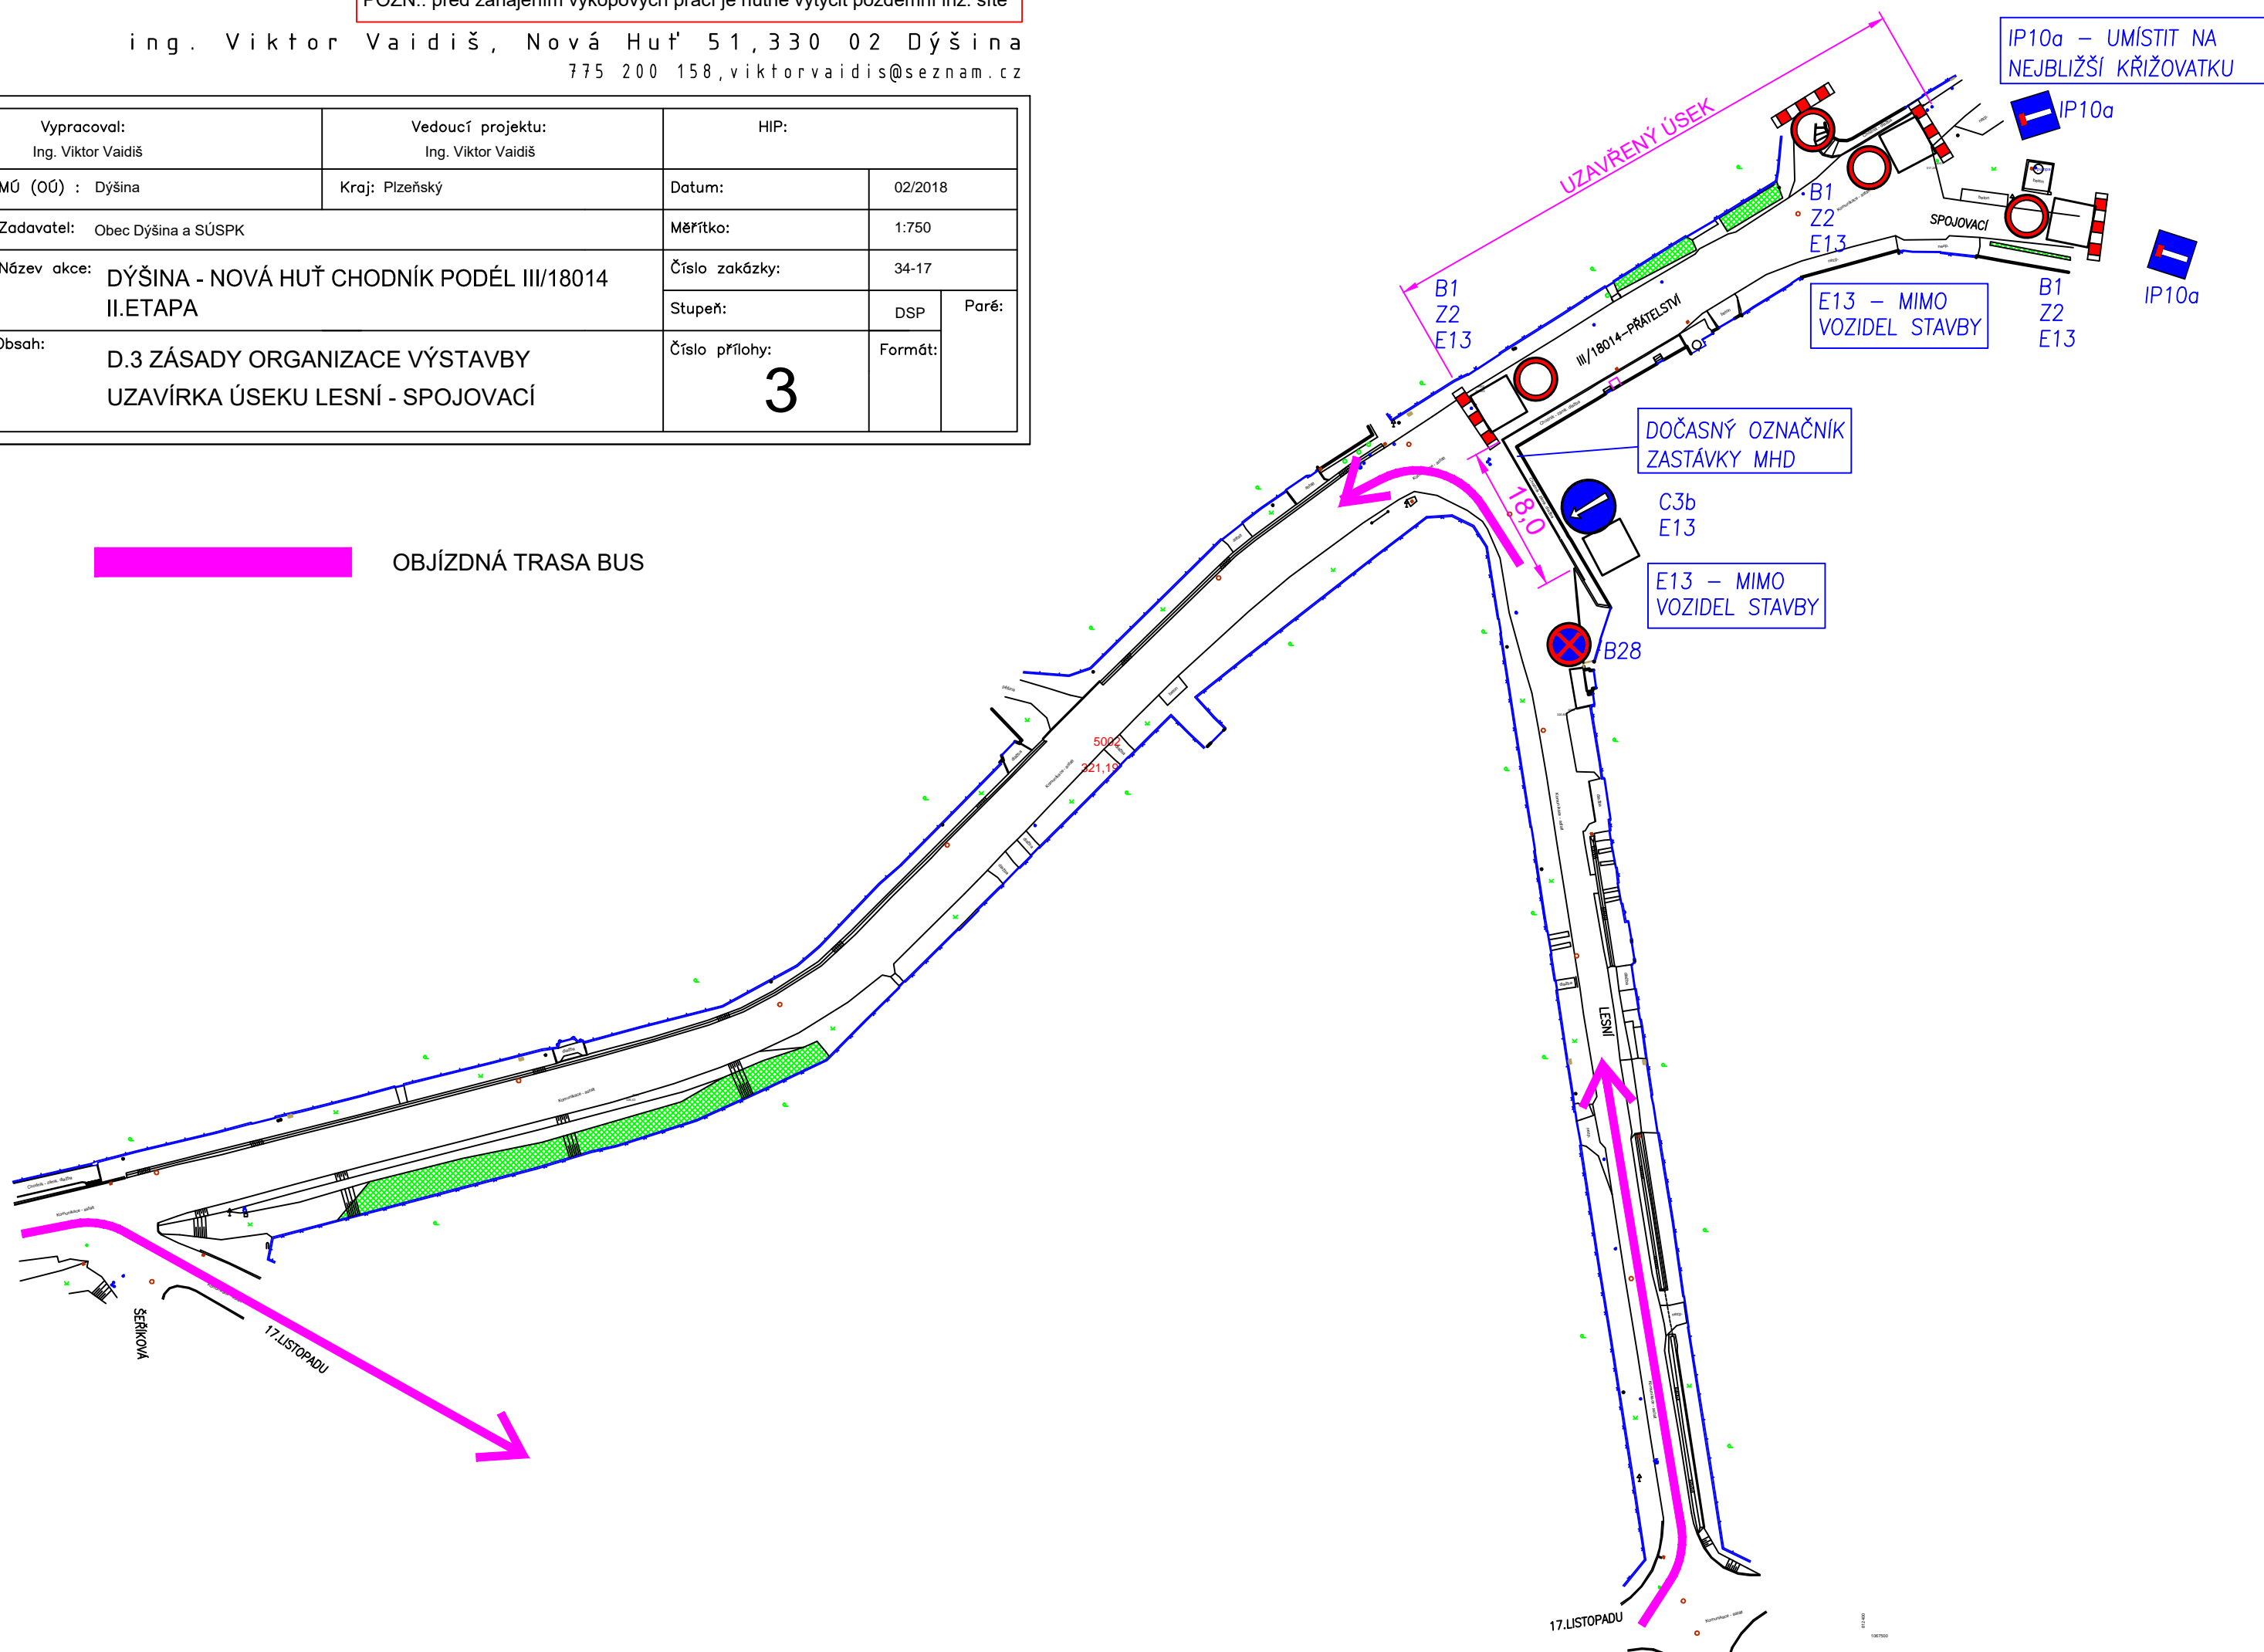 POZN.: před zahájením výkopových prací je nutné vytýčit pozdemní inž. sítě
ing. Viktor Vaidiš, Nová Huť 51,330 02 Dýšina
775 200 158,viktorvaidis@seznam.cz
Vypracoval:
Ing. Viktor Vaidiš
Vedoucí projektu:
Ing. Viktor Vaidiš
HIP:
MÚ (OÚ) : Dýšina
Kraj: Plzeňský
Datum:
02/2018
Zadavatel: Obec Dýšina a SÚSPK
Měřítko:
1:750
Název akce: DÝŠINA - NOVÁ HUŤ CHODNÍK PODÉL III/18014
II.ETAPA
Číslo zakázky:
34-17
Stupeň:
DSP
Paré:
Obsah:
D.3 ZÁSADY ORGANIZACE VÝSTAVBY
UZAVÍRKA ÚSEKU LESNÍ - SPOJOVACÍ
Číslo přílohy:
3
Formát:
OBJÍZDNÁ TRASA BUS
UZAVŘENÝ ÚSEK
IP10a – UMÍSTIT NA
NEJBLIŽŠÍ KŘIŽOVATKU
IP10a
B1
Z2
E13
SPOJOVACÍ
IP10a
B1
Z2
E13
E13 – MIMO
VOZIDEL STAVBY
B1
Z2
E13
III/18014–PŘÁTELSTVÍ
DOČASNÝ OZNAČNÍK
ZASTÁVKY MHD
18,0
C3b
E13
E13 – MIMO
VOZIDEL STAVBY
B28
5002
321,19
LESNÍ
ŠEŘÍKOVÁ
17.LISTOPADU
17.LISTOPADU